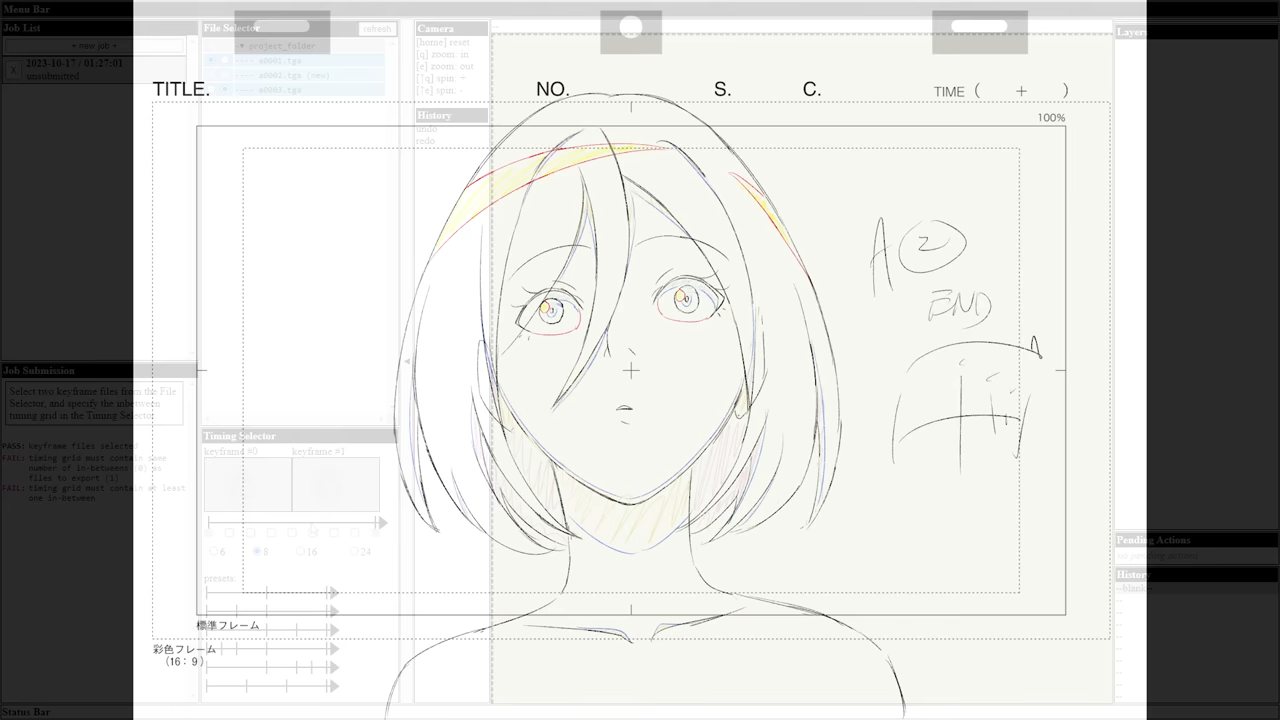 Menu Bar
Job List
+ new job +
X
2023-10-17 / 01:27:01
unsubmitted
File Selector
refresh
▼ project_folder
---- a0001.tga
---- a0002.tga (new)
---- a0003.tga
Camera
[home] reset
[q] zoom: in
[e] zoom: out
[↑q] spin: +
[↑e] spin: -
History
undo
redo
Layers
TITLE.
NO.
S.
C.
TIME ( + )
100%
A 2
END
Job Submission
Select two keyframe files from the File
Selector, and specify the inbetween
timing grid in the Timing Selector
PASS: keyframe files selected
FAIL: timing grid must contain same
number of in-betweens (0) as
files to export (1)
FAIL: timing grid must contain at least
one in-between
Timing Selector
keyframe #0
keyframe #1
6
8
16
24
presets:
標準フレーム
彩色フレーム
(16:9)
Pending Actions
no pending actions
History
--blank--
Status Bar